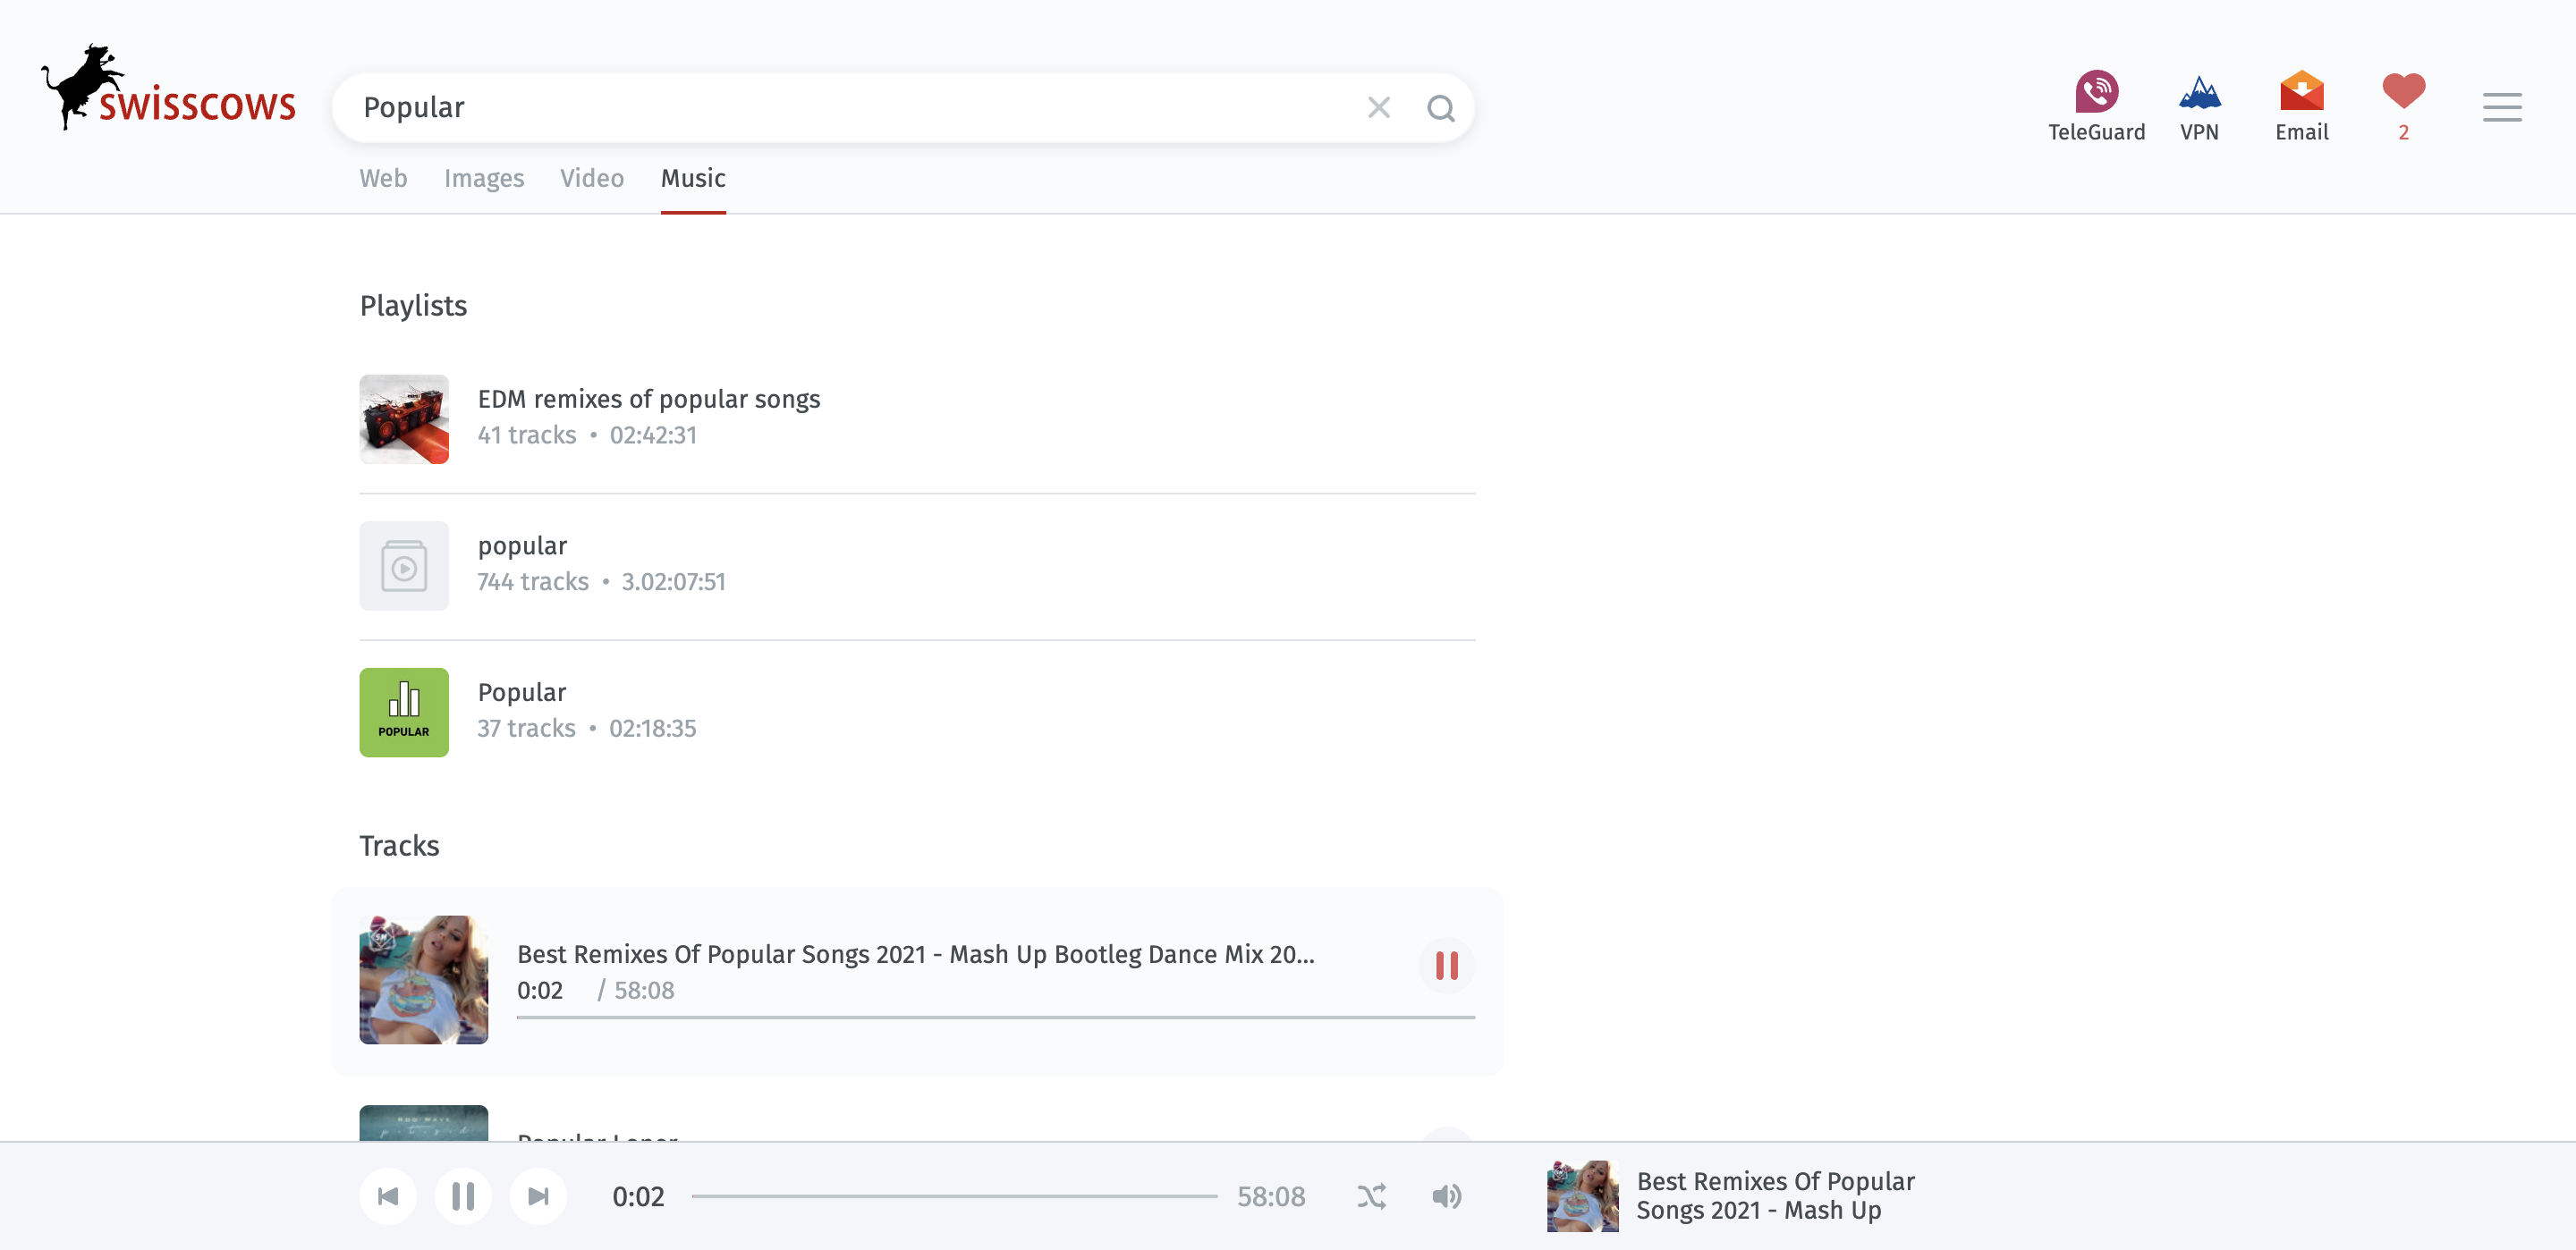 swisscows
Popular
TeleGuard
VPN
Email
2
Web
Images
Video
Music
Playlists
EDM remixes of popular songs
41 tracks • 02:42:31
popular
744 tracks • 3.02:07:51
POPULAR
Popular
37 tracks • 02:18:35
Tracks
Best Remixes Of Popular Songs 2021 - Mash Up Bootleg Dance Mix 20...
0:02 / 58:08
Popular Loner
0:02
58:08
Best Remixes Of Popular
Songs 2021 - Mash Up